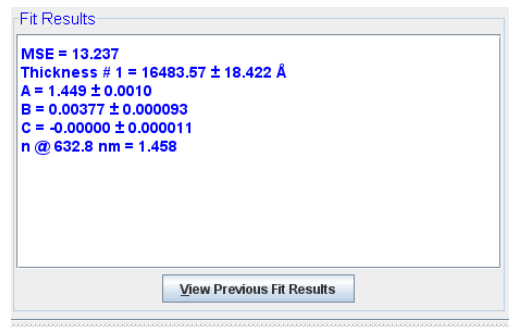 Fit Results
MSE = 13.237
Thickness # 1 = 16483.57 ± 18.422 Å
A = 1.449 ± 0.0010
B = 0.00377 ± 0.000093
C = -0.00000 ± 0.000011
n @ 632.8 nm = 1.458
View Previous Fit Results